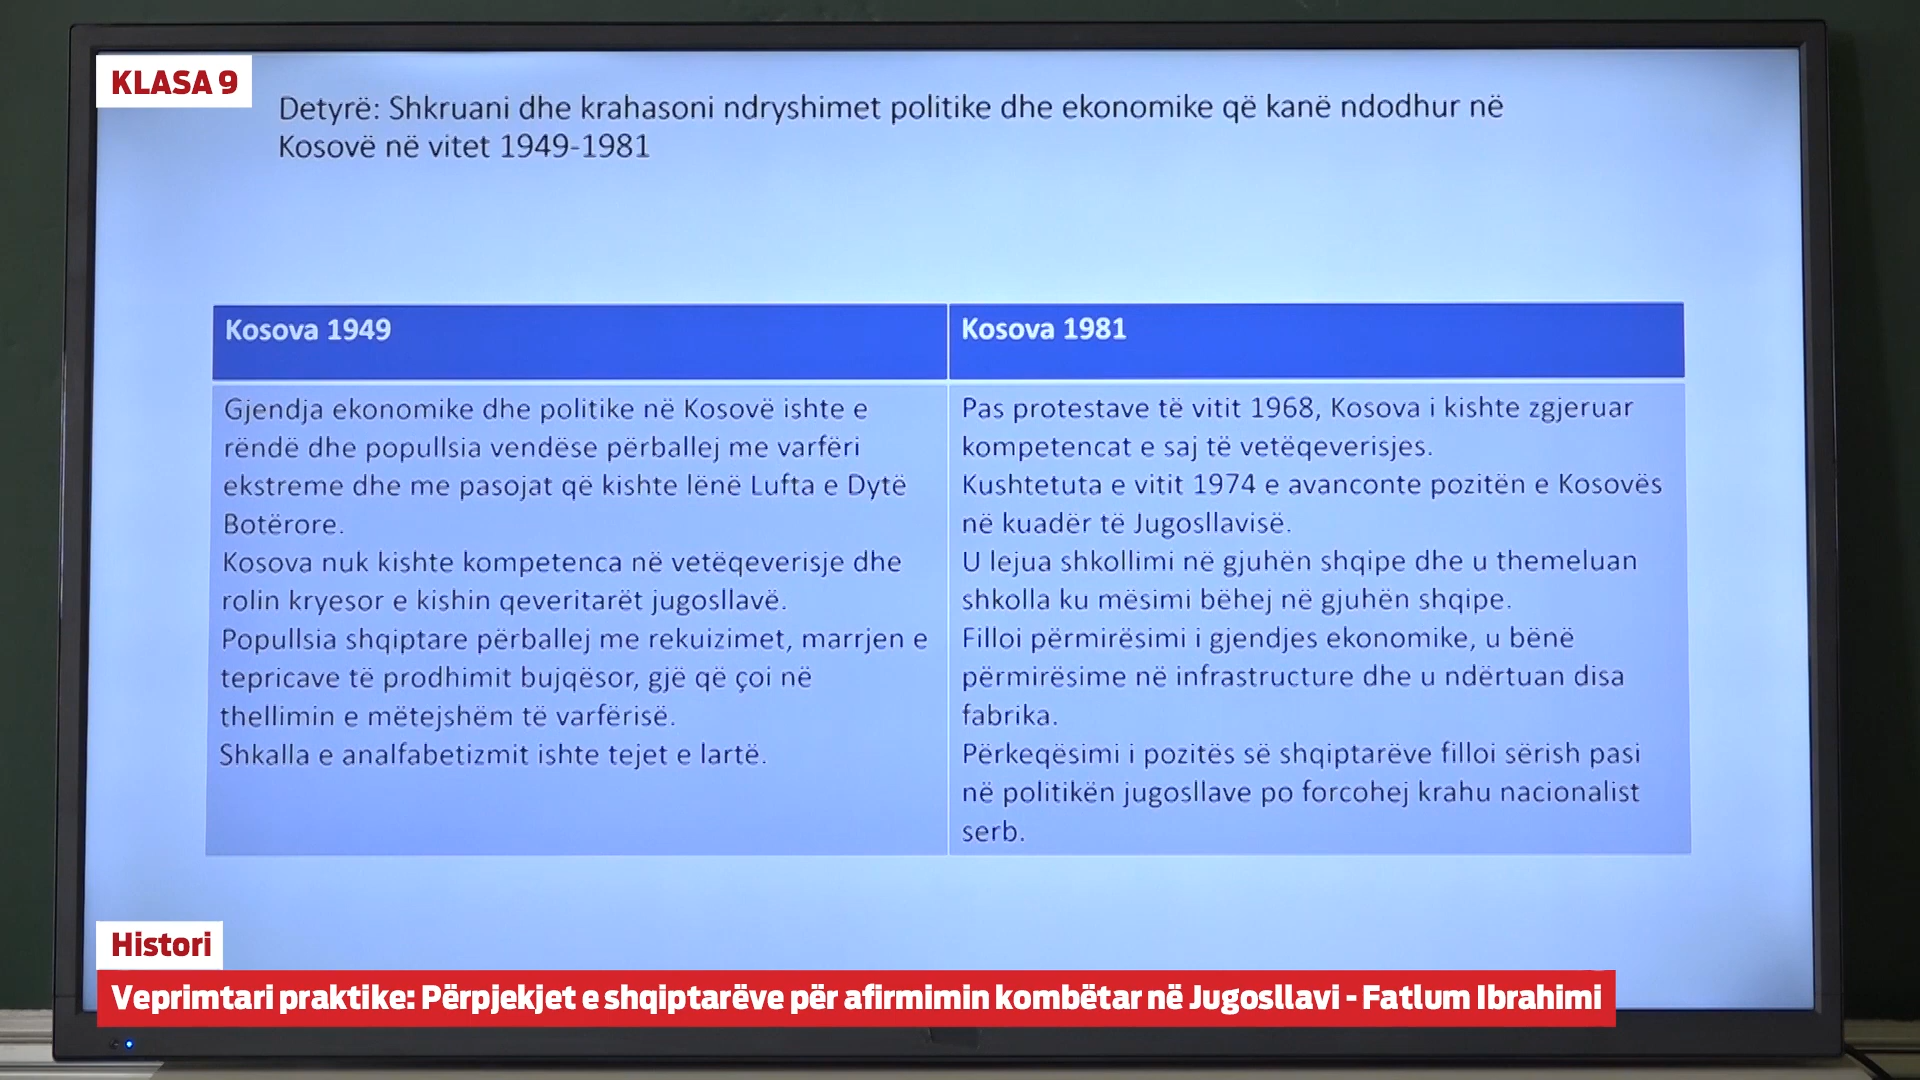 KLASA 9
Detyrë: Shkruani dhe krahasoni ndryshimet politike dhe ekonomike që kanë ndodhur në
Kosovë në vitet 1949-1981
Kosova 1949
Gjendja ekonomike dhe politike në Kosovë ishte e
rëndë dhe popullsia vendëse përballej me varfëri
ekstreme dhe me pasojat që kishte lënë Lufta e Dytë
Botërore.
Kosova nuk kishte kompetenca në vetëqeverisje dhe
rolin kryesor e kishin qeveritarët jugosllavë.
Popullsia shqiptare përballej me rekuizimet, marrjen e
tepricave të prodhimit bujqësor, gjë që çoi në
thellimin e mëtejshëm të varfërisë.
Shkalla e analfabetizmit ishte tejet e lartë.
Kosova 1981
Pas protestave të vitit 1968, Kosova i kishte zgjeruar
kompetencat e saj të vetëqeverisjes.
Kushtetuta e vitit 1974 e avanconte pozitën e Kosovës
në kuadër të Jugosllavisë.
U lejua shkollimi në gjuhën shqipe dhe u themeluan
shkolla ku mësimi bëhej në gjuhën shqipe.
Filloi përmirësimi i gjendjes ekonomike, u bënë
përmirësime në infrastructure dhe u ndërtuan disa
fabrika.
Përkeqësimi i pozitës së shqiptarëve filloi sërish pasi
në politikën jugosllave po forcohej krahu nacionalist
serb.
Histori
Veprimtari praktike: Përpjekjet e shqiptarëve për afirmimin kombëtar në Jugosllavi - Fatlum Ibrahimi